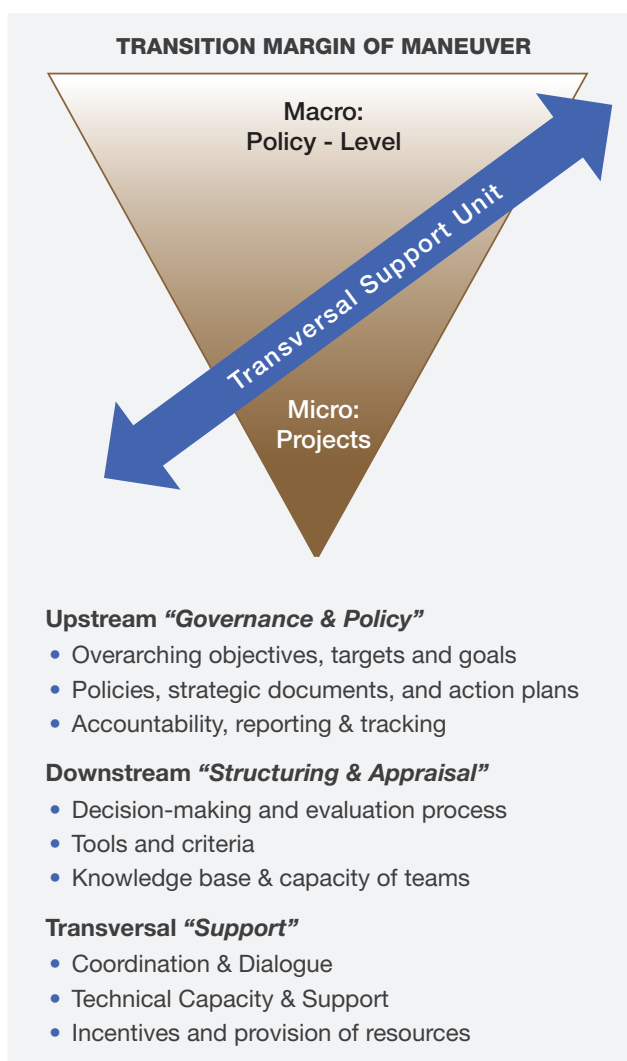 TRANSITION MARGIN OF MANEUVER
Macro:
Policy - Level
Transversal Support Unit
Micro:
Projects
Upstream “Governance & Policy”
• Overarching objectives, targets and goals
• Policies, strategic documents, and action plans
• Accountability, reporting & tracking
Downstream “Structuring & Appraisal”
• Decision-making and evaluation process
• Tools and criteria
• Knowledge base & capacity of teams
Transversal “Support”
• Coordination & Dialogue
• Technical Capacity & Support
• Incentives and provision of resources